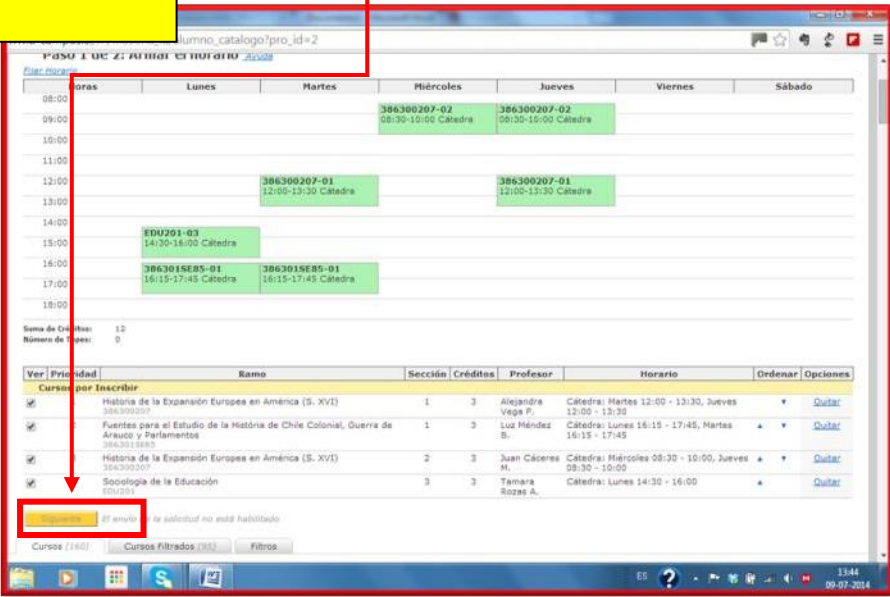 alumno_catalogo?pro_id=2
Paso 1 de 2: Armar el horario Ayuda
Fijar Horario
Horas Lunes Martes Miércoles Jueves Viernes Sábado
08:00
386300207-02 386300207-02
09:00 08:30-10:00 Cátedra 08:30-10:00 Cátedra
10:00
11:00
12:00 386300207-01 386300207-01
12:00-13:30 Cátedra 12:00-13:30 Cátedra
13:00
14:00
EDU201-03
15:00 14:30-16:00 Cátedra
16:00
386301SE85-01 386301SE85-01
17:00 16:15-17:45 Cátedra 16:15-17:45 Cátedra
18:00
Suma de Créditos: 12
Número de Topes: 0
Ver Prioridad Ramo Sección Créditos Profesor Horario Ordenar Opciones
Cursos por Inscribir
Historia de la Expansión Europea en América (S. XVI) 1 3 Alejandra Vega P. Cátedra: Martes 12:00 - 13:30, Jueves 12:00 - 13:30 Quitar
386300207
Fuentes para el Estudio de la História de Chile Colonial, Guerra de Arauco y Parlamentos 1 3 Luz Méndez B. Cátedra: Lunes 16:15 - 17:45, Martes 16:15 - 17:45 Quitar
386301SE85
Historia de la Expansión Europea en América (S. XVI) 2 3 Juan Cáceres M. Cátedra: Miércoles 08:30 - 10:00, Jueves 08:30 - 10:00 Quitar
386300207
Sociología de la Educación 3 3 Tamara Rozas A. Cátedra: Lunes 14:30 - 16:00 Quitar
EDU201
Siguiente El envío de la solicitud no está habilitado
Cursos (160) Cursos Filtrados (98) Filtros
ES 13:44
09-07-2014